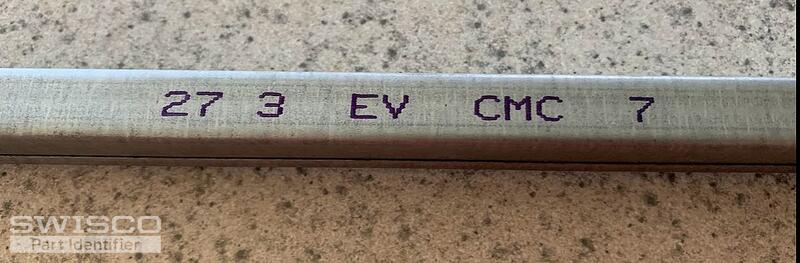 27 3 EV CMC 7
SWISCO
Part Identifier